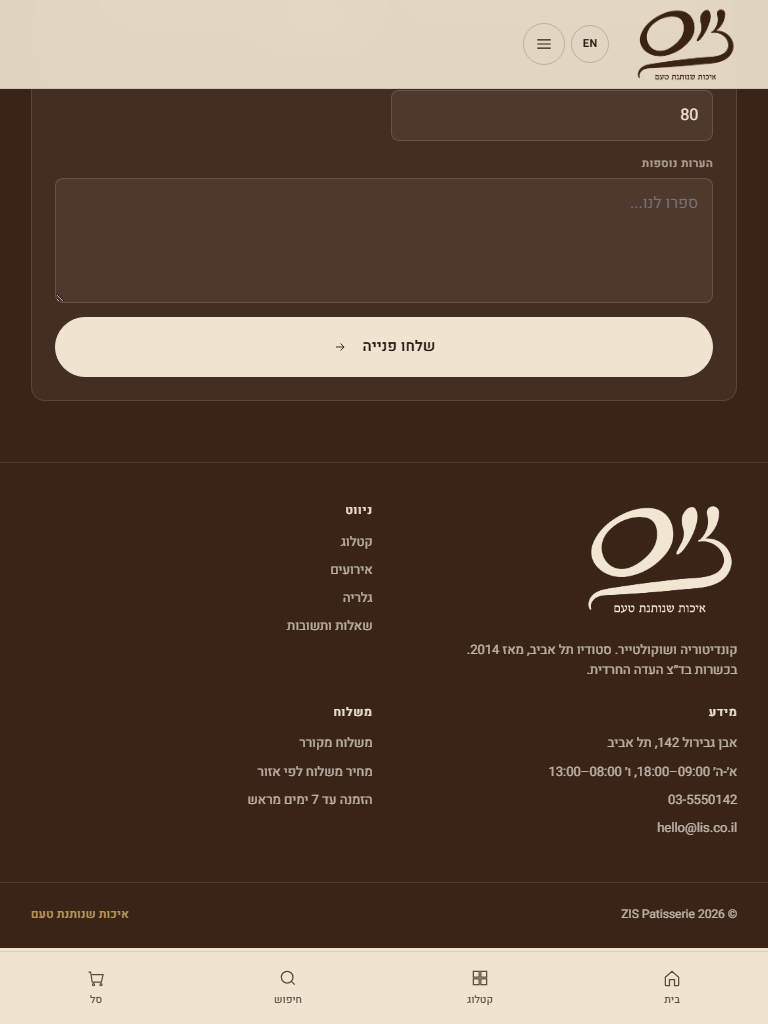 ציס
איכות שנותנת טעם
EN
80
הערות נוספות
ספרו לנו...
שלחו פנייה →
ציס
איכות שנותנת טעם
קונדיטוריה ושוקולטייר. סטודיו תל אביב, מאז 2014.
בכשרות בד״צ העדה החרדית.
ניווט
קטלוג
אירועים
גלריה
שאלות ותשובות
מידע
אבן גבירול 142, תל אביב
א׳-ה׳ 09:00–18:00, ו׳ 08:00–13:00
03-5550142
hello@lis.co.il
משלוח
משלוח מקורר
מחיר משלוח לפי אזור
הזמנה עד 7 ימים מראש
© 2026 ZIS Patisserie
איכות שנותנת טעם
בית
קטלוג
חיפוש
סל